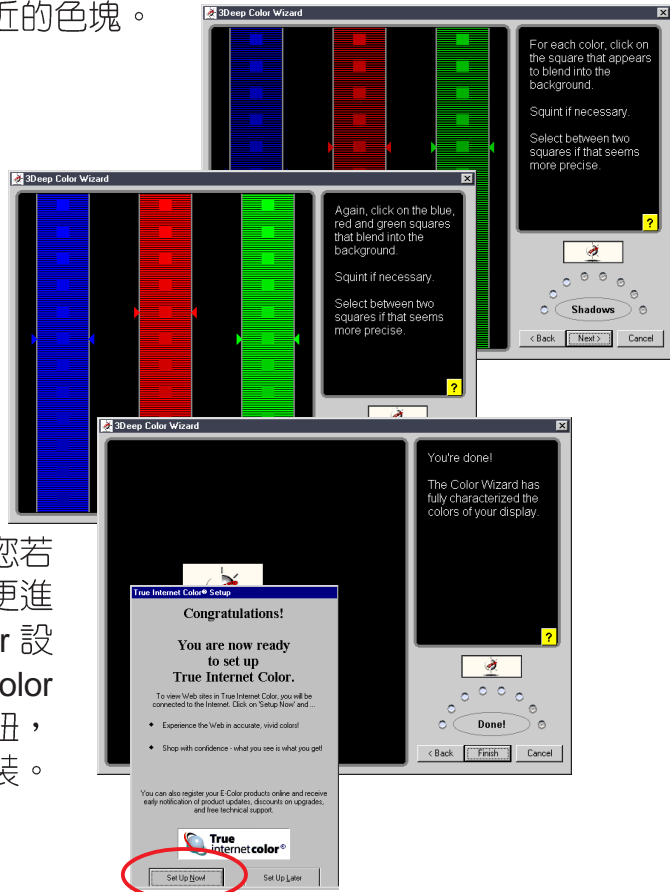 近的色塊。
3Deep Color Wizard
For each color, click on
the square that appears
to blend into the
background.
Squint if necessary.
Select between two
squares if that seems
more precise.
?
Shadows
< Back
Next >
Cancel
3Deep Color Wizard
Again, click on the blue,
red and green squares
that blend into the
background.
Squint if necessary.
Select between two
squares if that seems
more precise.
?
3Deep Color Wizard
You're done!
The Color Wizard has
fully characterized the
colors of your display.
?
Done!
< Back
Finish
Cancel
您若
更進
r 設
olor
鈕，
裝。
True Internet Color® Setup
Congratulations!
You are now ready
to set up
True Internet Color.
To view Web sites in True Internet Color, you will be
connected to the Internet. Click on 'Setup Now' and ...
◆ Experience the Web in accurate, vivid colors!
◆ Shop with confidence - what you see is what you get!
You can also register your E-Color products online and receive
early notification of product updates, discounts on upgrades,
and free technical support.
True
internetcolor®
Set Up Now!
Set Up Later